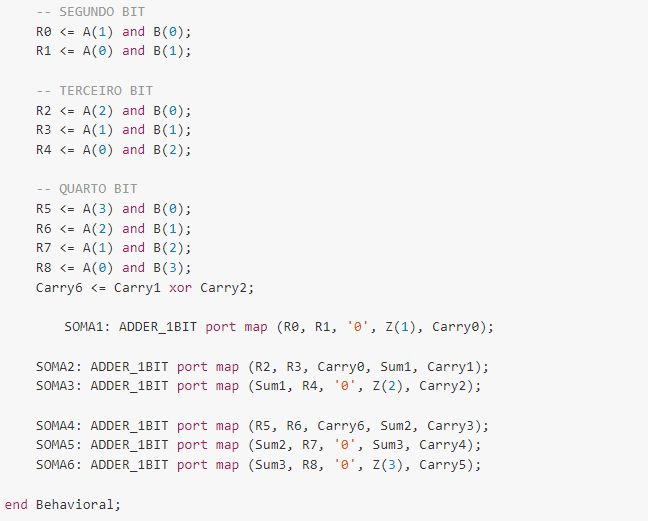 -- SEGUNDO BIT
R0 <= A(1) and B(0);
R1 <= A(0) and B(1);
-- TERCEIRO BIT
R2 <= A(2) and B(0);
R3 <= A(1) and B(1);
R4 <= A(0) and B(2);
-- QUARTO BIT
R5 <= A(3) and B(0);
R6 <= A(2) and B(1);
R7 <= A(1) and B(2);
R8 <= A(0) and B(3);
Carry6 <= Carry1 xor Carry2;
SOMA1: ADDER_1BIT port map (R0, R1, '0', Z(1), Carry0);
SOMA2: ADDER_1BIT port map (R2, R3, Carry0, Sum1, Carry1);
SOMA3: ADDER_1BIT port map (Sum1, R4, '0', Z(2), Carry2);
SOMA4: ADDER_1BIT port map (R5, R6, Carry6, Sum2, Carry3);
SOMA5: ADDER_1BIT port map (Sum2, R7, '0', Sum3, Carry4);
SOMA6: ADDER_1BIT port map (Sum3, R8, '0', Z(3), Carry5);
end Behavioral;